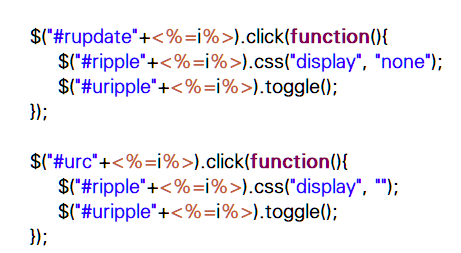 $("#rupdate"+<%=i%>).click(function(){
$("#ripple"+<%=i%>).css("display", "none");
$("#uripple"+<%=i%>).toggle();
});
$("#urc"+<%=i%>).click(function(){
$("#ripple"+<%=i%>).css("display", "");
$("#uripple"+<%=i%>).toggle();
});